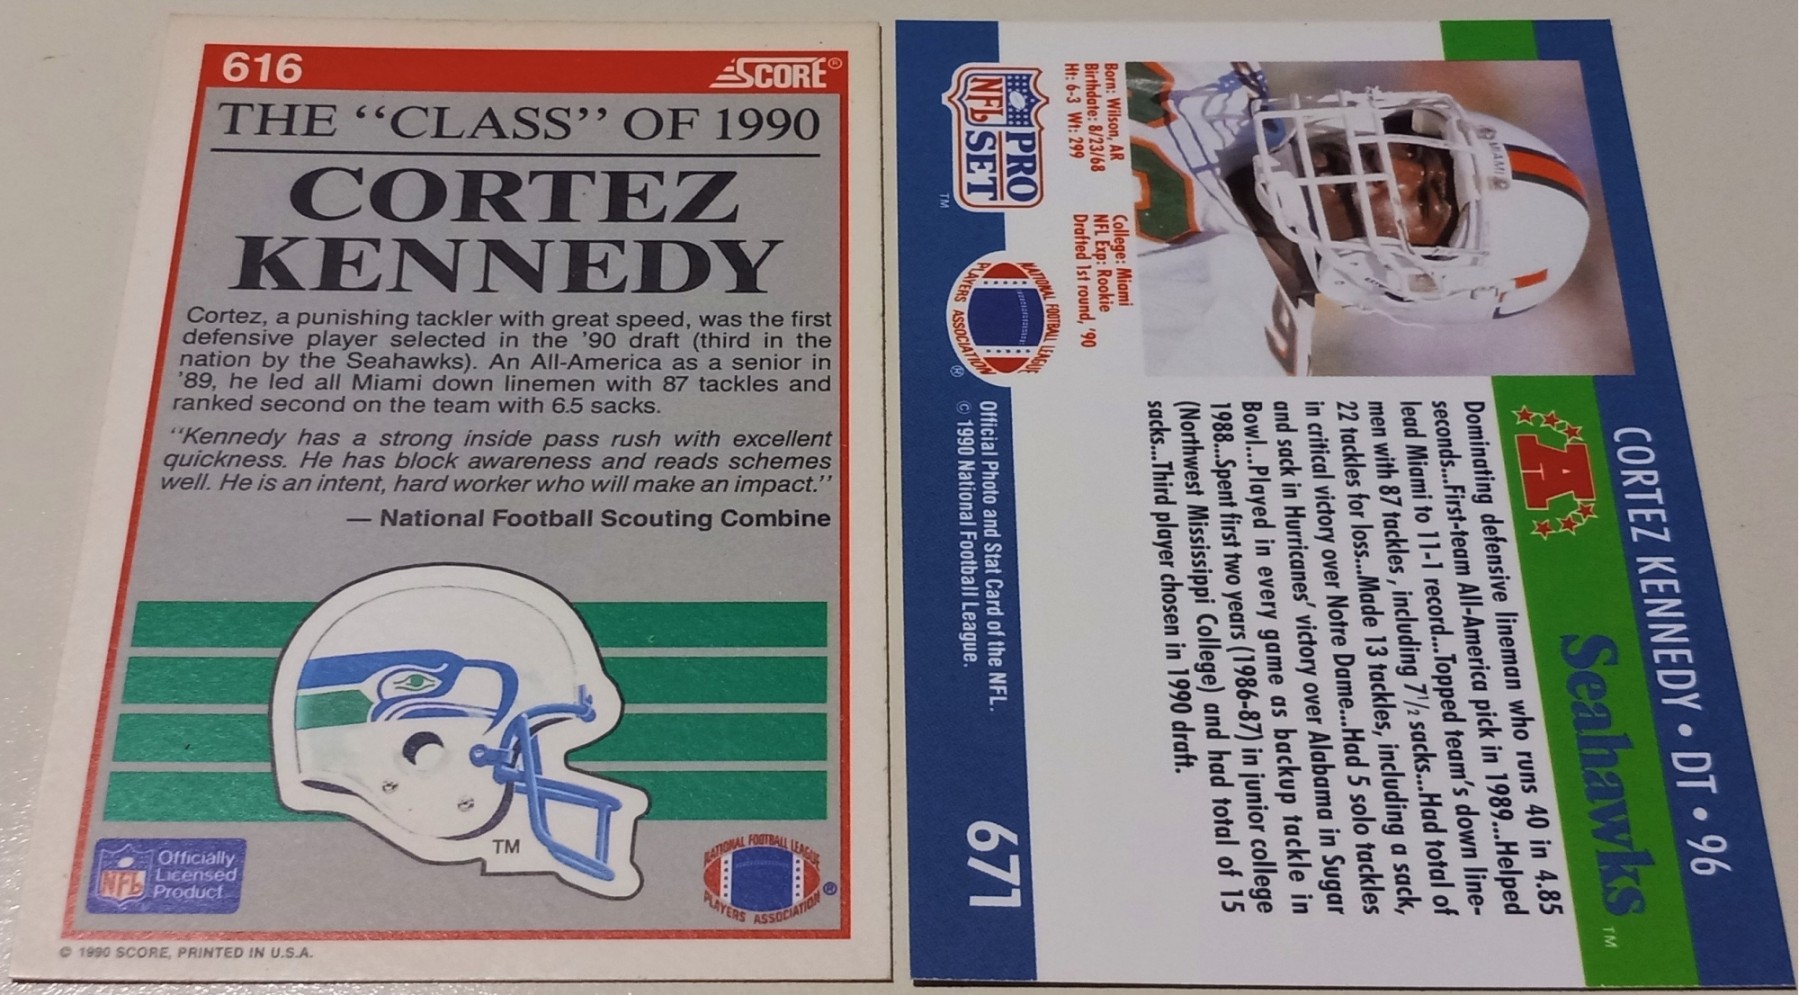 616
SCORE®
THE “CLASS” OF 1990
CORTEZ
KENNEDY
Cortez, a punishing tackler with great speed, was the first
defensive player selected in the '90 draft (third in the
nation by the Seahawks). An All-America as a senior in
'89, he led all Miami down linemen with 87 tackles and
ranked second on the team with 6.5 sacks.
“Kennedy has a strong inside pass rush with excellent
quickness. He has block awareness and reads schemes
well. He is an intent, hard worker who will make an impact.”
— National Football Scouting Combine
TM
NFL
Officially
Licensed
Product
NATIONAL FOOTBALL LEAGUE
PLAYERS ASSOCIATION
®
© 1990 SCORE, PRINTED IN U.S.A.
CORTEZ KENNEDY • DT • 96
A
Seahawks
TM
MIAMI
Dominating defensive lineman who runs 40 in 4.85
seconds...First-team All-America pick in 1989...Helped
lead Miami to 11-1 record...Topped team's down line-
men with 87 tackles, including 7½ sacks...Had total of
22 tackles for loss...Made 13 tackles, including a sack,
in critical victory over Notre Dame...Had 5 solo tackles
and sack in Hurricanes' victory over Alabama in Sugar
Bowl...Played in every game as backup tackle in
1988...Spent first two years (1986-87) in junior college
(Northwest Mississippi College) and had total of 15
sacks...Third player chosen in 1990 draft.
Born: Wilson, AR
Birthdate: 8/23/68
Ht: 6-3 Wt: 299
College: Miami
NFL Exp: Rookie
Drafted 1st round, '90
PRO
NFL SET
TM
NATIONAL FOOTBALL LEAGUE
PLAYERS ASSOCIATION
®
Official Photo and Stat Card of the NFL.
© 1990 National Football League.
671